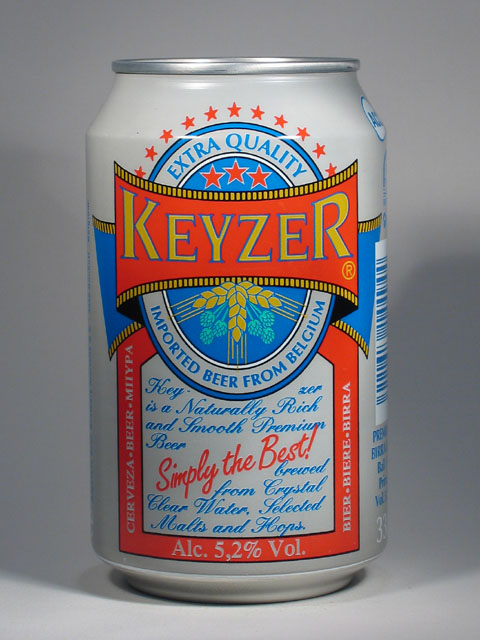 EXTRA QUALITY
KEYZER
®
IMPORTED BEER FROM BELGIUM
Key- zer
is a Naturally Rich
and Smooth Premium
Beer
Simply the Best!
brewed
from Crystal
Clear Water, Selected
Malts and Hops.
CERVEZA • BEER • MIIYPA
BIER • BIERE • BIRRA
Alc. 5,2% Vol.